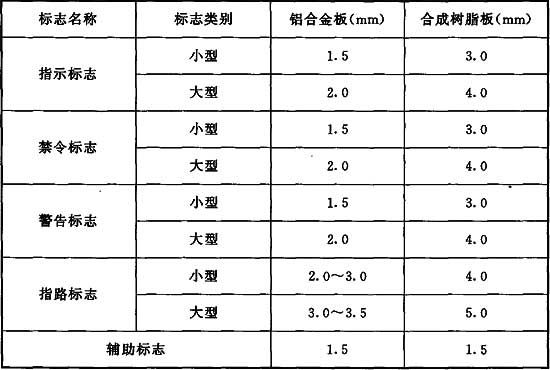 标志名称 标志类别 铝合金板(mm) 合成树脂板(mm)
指示标志 小型 1.5 3.0
大型 2.0 4.0
禁令标志 小型 1.5 3.0
大型 2.0 4.0
警告标志 小型 1.5 3.0
大型 2.0 4.0
指路标志 小型 2.0～3.0 4.0
大型 3.0～3.5 5.0
辅助标志 1.5 1.5